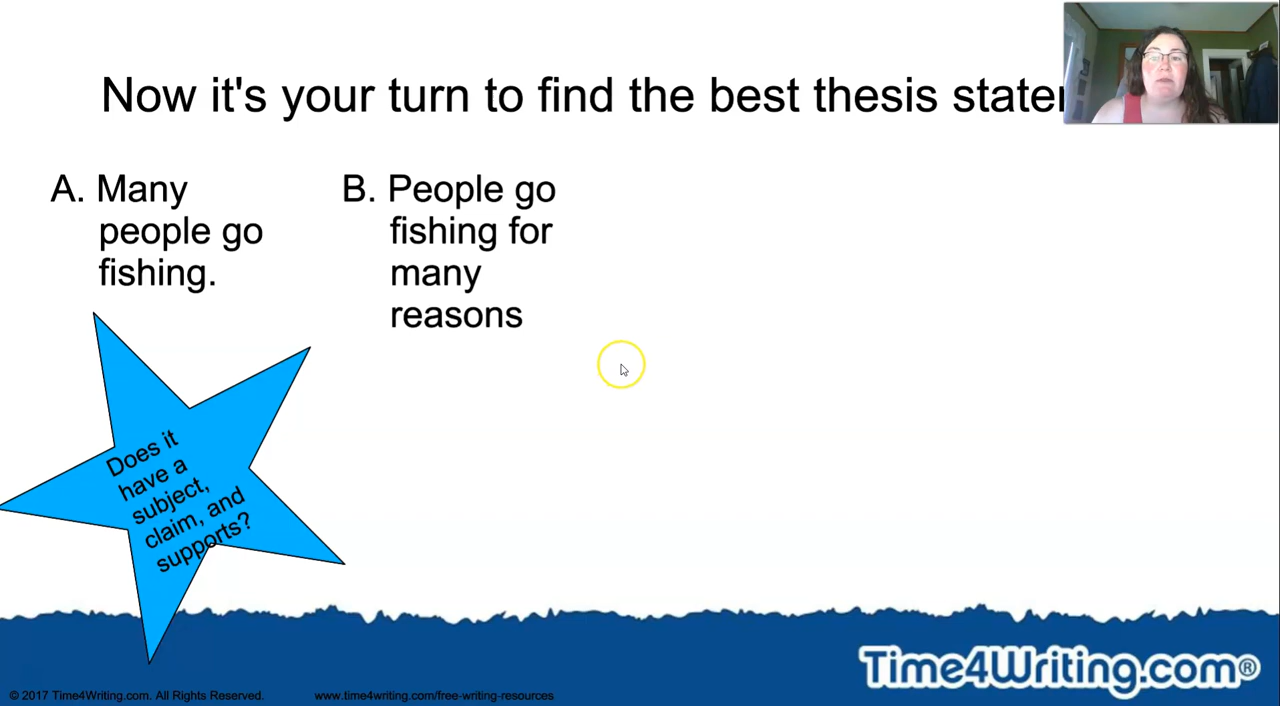 Now it's your turn to find the best thesis
A. Many
people go
fishing.
B. People go
fishing for
many
reasons
Does it
have a
subject,
claim, and
supports?
Time4Writing.com®
© 2017 Time4Writing.com. All Rights Reserved.
www.time4writing.com/free-writing-resources